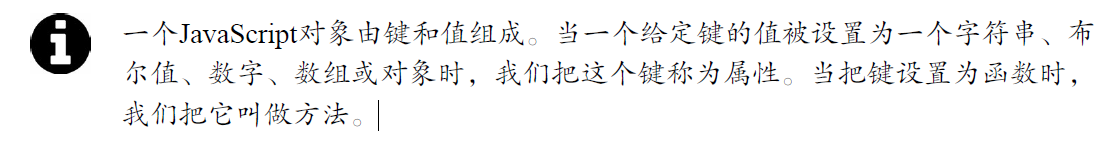 一个JavaScript对象由键和值组成。当一个给定键的值被设置为一个字符串、布
尔值、数字、数组或对象时，我们把这个键称为属性。当把键设置为函数时，
我们把它叫做方法。